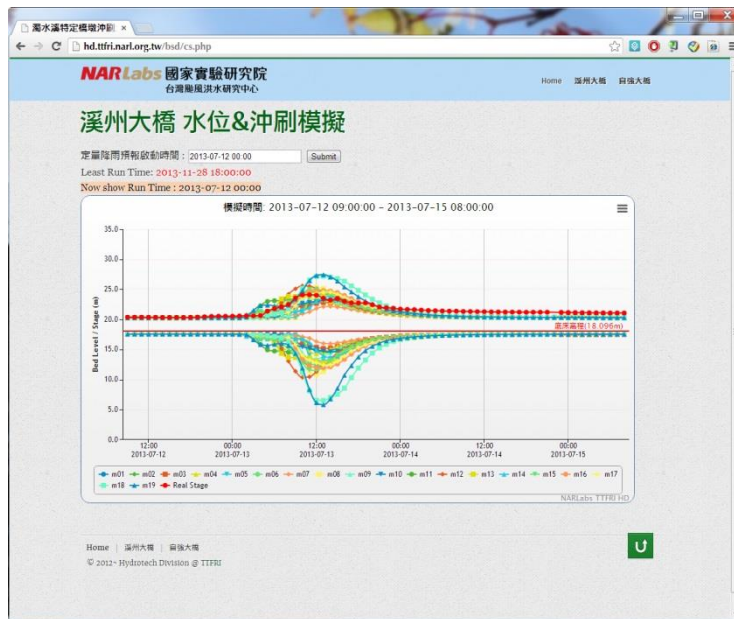 濁水溪特定橋墩沖刷
hd.ttfri.narl.org.tw/bsd/cs.php
NARLabs 國家實驗研究院
台灣颱風洪水研究中心
Home 溪州大橋 自強大橋
溪州大橋 水位&沖刷模擬
定量降雨預報啟動時間 : 2013-07-12 00:00 Submit
Least Run Time: 2013-11-28 18:00:00
Now show Run Time : 2013-07-12 00:00
模擬時間: 2013-07-12 09:00:00 - 2013-07-15 08:00:00
Bed Level / Stage (m)
35.0
30.0
25.0
20.0
15.0
10.0
5.0
0.0
底床高程(18.096m)
12:00 00:00 12:00 00:00 12:00 00:00
2013-07-12 2013-07-13 2013-07-13 2013-07-14 2013-07-14 2013-07-15
m01 m02 m03 m04 m05 m06 m07 m08 m09 m10 m11 m12 m13 m14 m15 m16 m17
m18 m19 Real Stage
NARLabs TTFRI HD
Home | 溪州大橋 | 自強大橋
© 2012- Hydrotech Division @ TTFRI